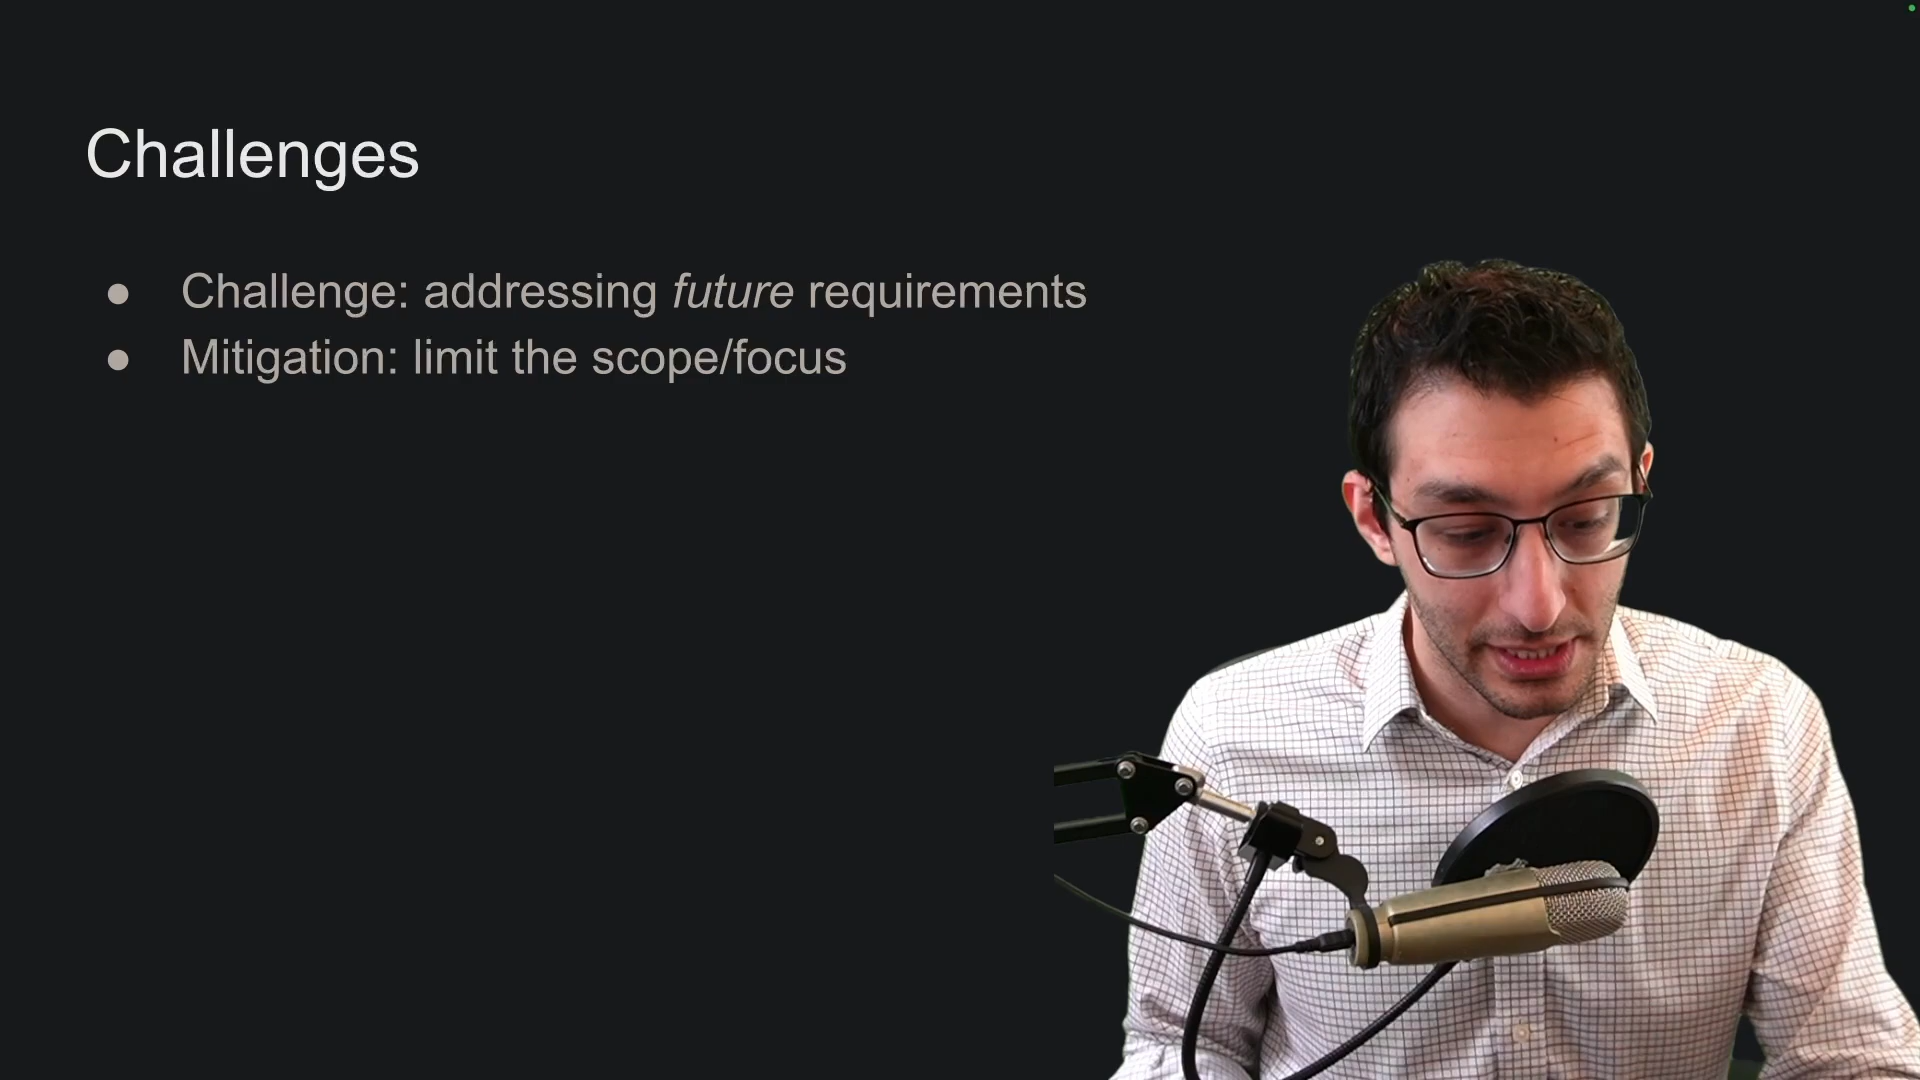 Challenges
● Challenge: addressing future requirements
● Mitigation: limit the scope/focus